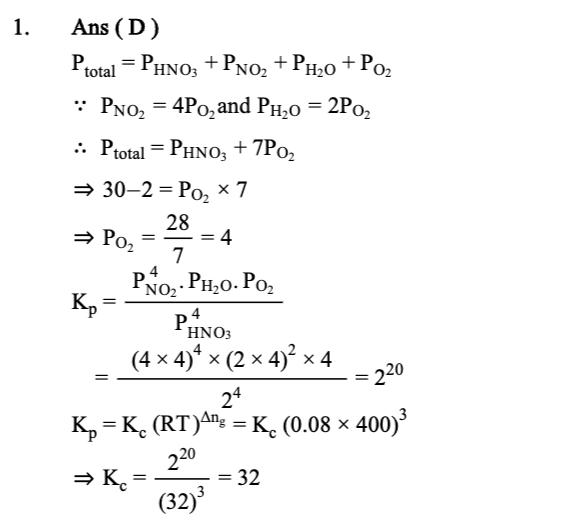 1. Ans ( D )
P_total = P_HNO₃ + P_NO₂ + P_H₂O + P_O₂
∵ P_NO₂ = 4P_O₂ and P_H₂O = 2P_O₂
∴ P_total = P_HNO₃ + 7P_O₂
⇒ 30–2 = P_O₂ × 7
⇒ P_O₂ = 28/7 = 4
K_p = P⁴_NO₂ . P_H₂O . P_O₂ / P⁴_HNO₃
= (4 × 4)⁴ × (2 × 4)² × 4 / 2⁴ = 2²⁰
K_p = K_c (RT)^Δn_g = K_c (0.08 × 400)³
⇒ K_c = 2²⁰/(32)³ = 32